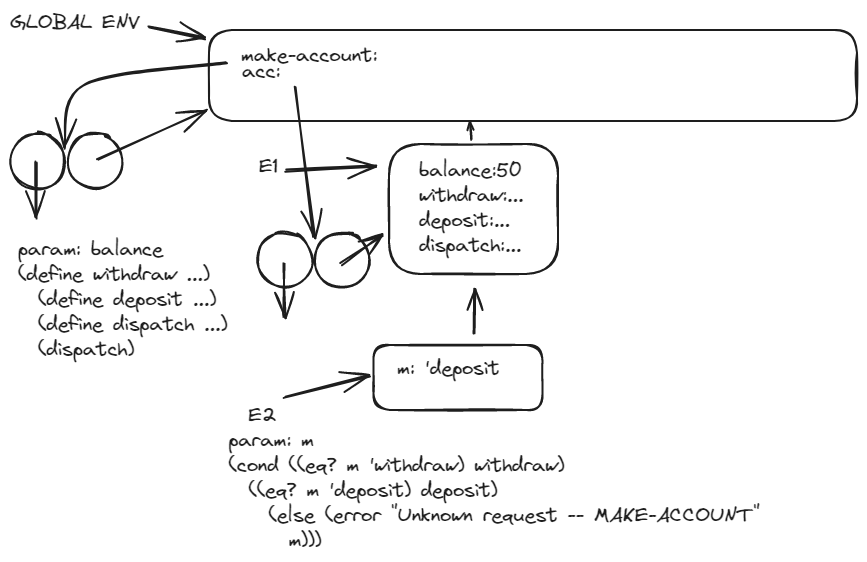 GLOBAL ENV
make-account:
acc:
E1
balance:50
withdraw:...
deposit:...
dispatch:...
param: balance
(define withdraw ...)
(define deposit ...)
(define dispatch ...)
(dispatch)
m: 'deposit
E2
param: m
(cond ((eq? m 'withdraw) withdraw)
((eq? m 'deposit) deposit)
(else (error "Unknown request -- MAKE-ACCOUNT"
m)))